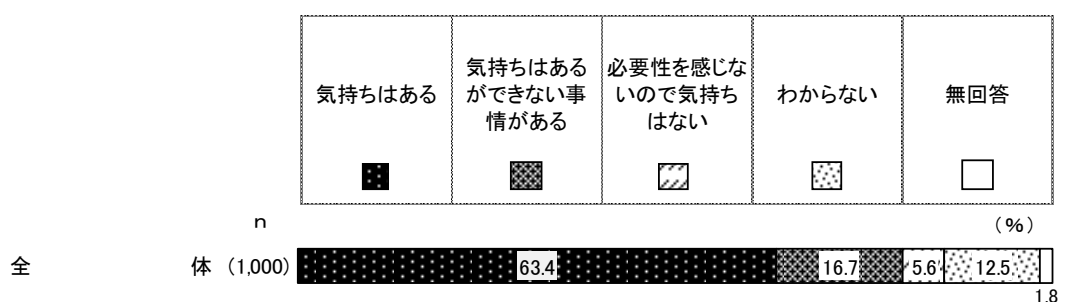 気持ちはある
気持ちはある
ができない事
情がある
必要性を感じな
いので気持ち
はない
わからない
無回答
n
(%)
全体 (1,000)
63.4
16.7
5.6
12.5
1.8